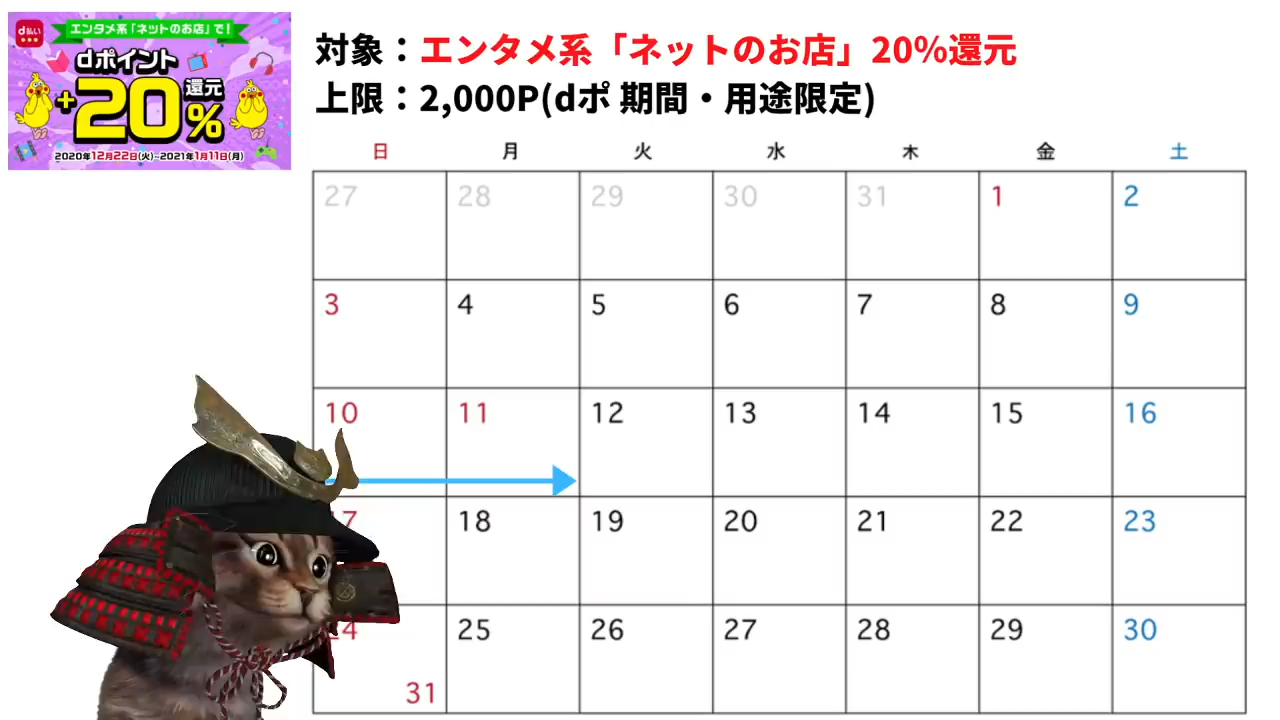 d払い
エンタメ系「ネットのお店」で!
dポイント
+20%
還元
2020年12月22日(火)~2021年1月11日(月)
対象：エンタメ系「ネットのお店」20%還元
上限：2,000P(dポ 期間・用途限定)
日 月 火 水 木 金 土
27 28 29 30 31 1 2
3 4 5 6 7 8 9
10 11 12 13 14 15 16
17 18 19 20 21 22 23
24 25 26 27 28 29 30
31